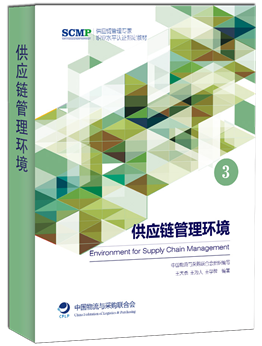 供应链管理环境
SCMP 供应链管理专家
3
供应链管理环境
Environment for Supply Chain Management
中国物流与采购联合会
CFLP
China Federation of Logistics & Purchasing